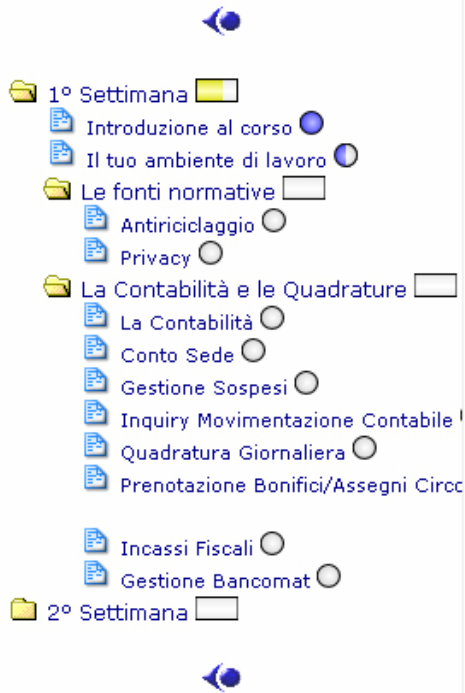 1° Settimana
Introduzione al corso
Il tuo ambiente di lavoro
Le fonti normative
Antiriciclaggio
Privacy
La Contabilità e le Quadrature
La Contabilità
Conto Sede
Gestione Sospesi
Inquiry Movimentazione Contabile
Quadratura Giornaliera
Prenotazione Bonifici/Assegni Circo
Incassi Fiscali
Gestione Bancomat
2° Settimana